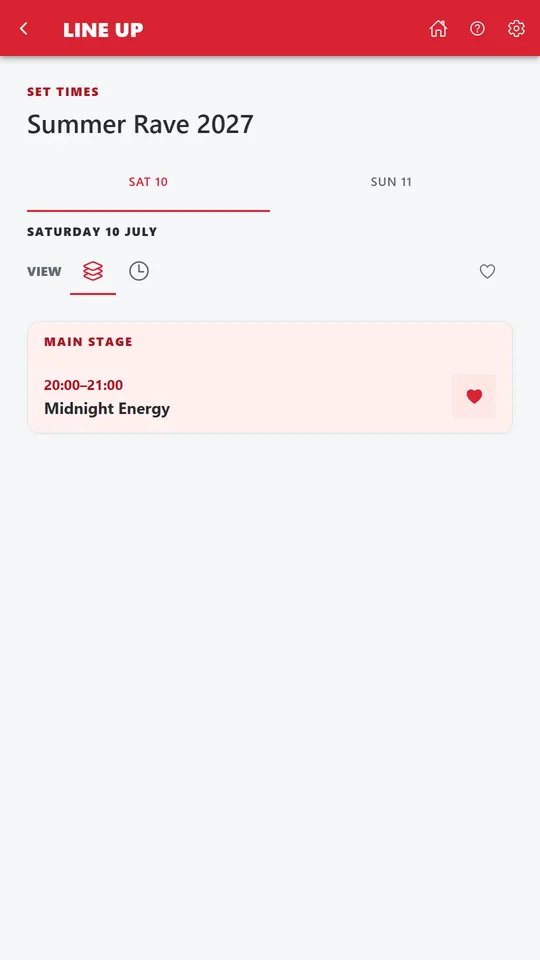 LINE UP
SET TIMES
Summer Rave 2027
SAT 10
SUN 11
SATURDAY 10 JULY
VIEW
MAIN STAGE
20:00–21:00
Midnight Energy